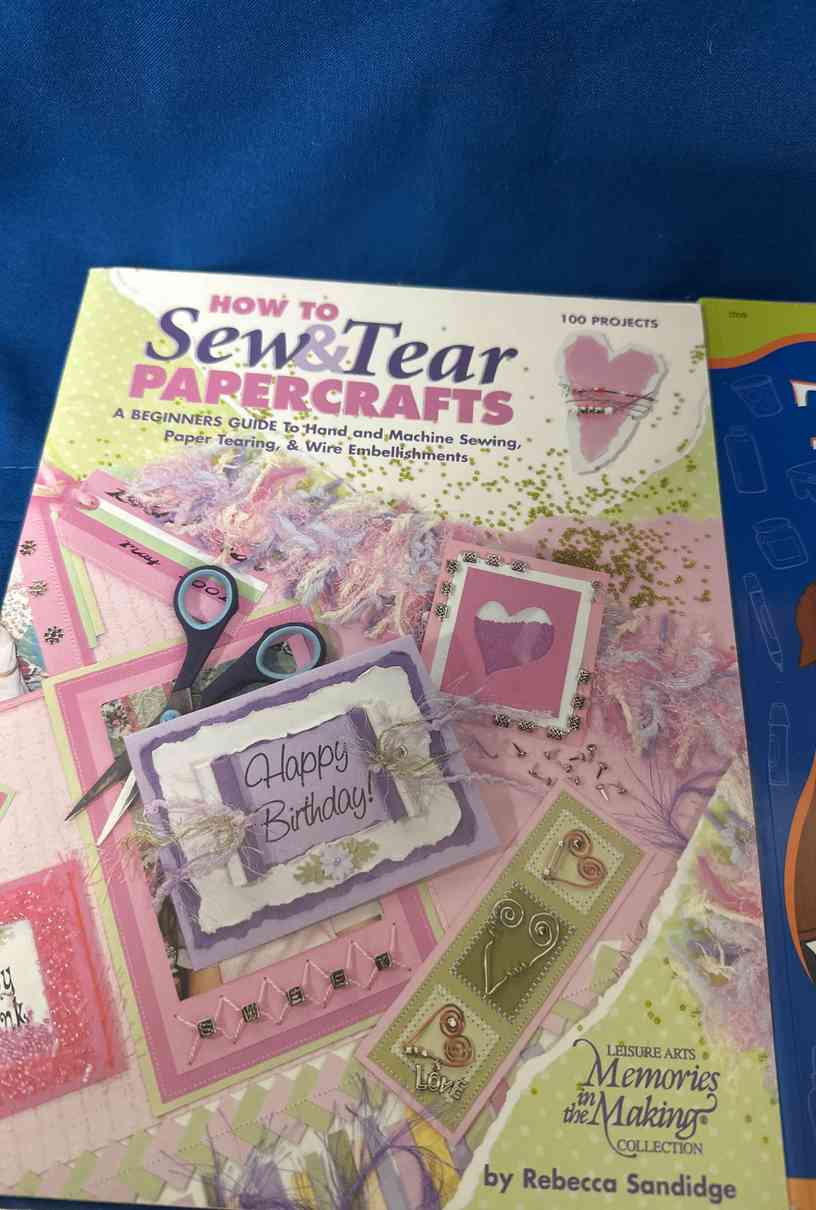 HOW TO
Sew & Tear
PAPERCRAFTS
100 PROJECTS
A BEGINNERS GUIDE To Hand and Machine Sewing,
Paper Tearing, & Wire Embellishments
Happy
Birthday!
SWEET
LOVE
LEISURE ARTS
Memories
in
the Making®
COLLECTION
by Rebecca Sandidge